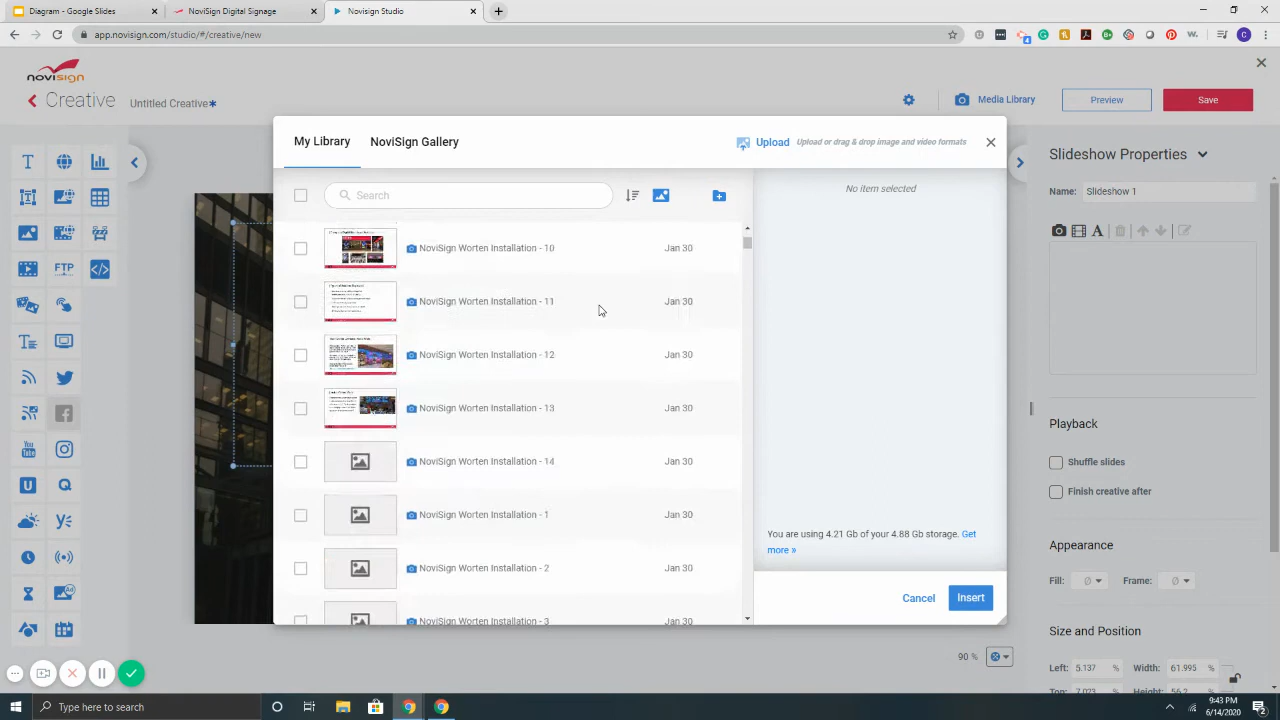 Diagram - Google Slides
NoviSign Digital Signage
NoviSign Studio
app.novisign.com/studio/#/creative/new
novisign
Creative
Untitled Creative*
Media Library
Preview
Save
My Library
NoviSign Gallery
Upload
Upload or drag & drop image and video formats
Search
No item selected
NoviSign Worten Installation - 10 Jan 30
NoviSign Worten Installation - 11 Jan 30
NoviSign Worten Installation - 12 Jan 30
NoviSign Worten Installation - 13 Jan 30
NoviSign Worten Installation - 14 Jan 30
NoviSign Worten Installation - 1 Jan 30
NoviSign Worten Installation - 2 Jan 30
NoviSign Worten Installation - 3 Jan 30
You are using 4.21 Gb of your 4.88 Gb storage. Get
more »
Cancel
Insert
Slideshow Properties
Name: Slideshow 1
Playback
Shuffle slides
Finish creative after
Appearance
Fill:
Frame:
Size and Position
Left: 5.137 % Width: 61.995 %
Top: 7.023 % Height: 56.2 %
90 %
Type here to search
9:43 PM
6/14/2020